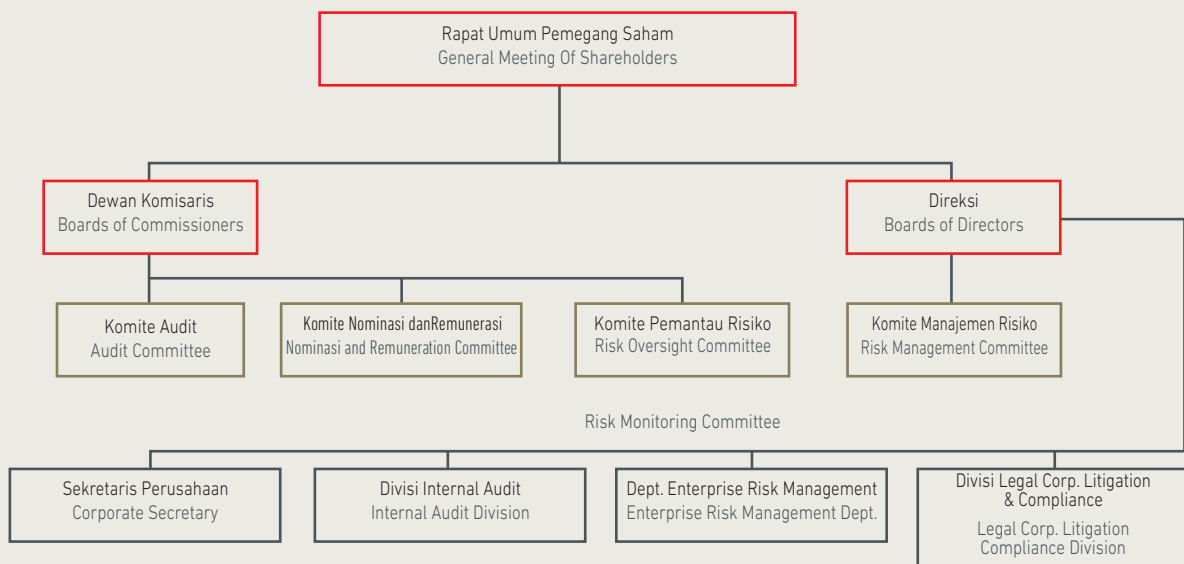 Rapat Umum Pemegang Saham
General Meeting Of Shareholders
Dewan Komisaris
Boards of Commissioners
Direksi
Boards of Directors
Komite Audit
Audit Committee
Komite Nominasi danRemunerasi
Nominasi and Remuneration Committee
Komite Pemantau Risiko
Risk Oversight Committee
Komite Manajemen Risiko
Risk Management Committee
Risk Monitoring Committee
Sekretaris Perusahaan
Corporate Secretary
Divisi Internal Audit
Internal Audit Division
Dept. Enterprise Risk Management
Enterprise Risk Management Dept.
Divisi Legal Corp. Litigation
& Compliance
Legal Corp. Litigation
Compliance Division